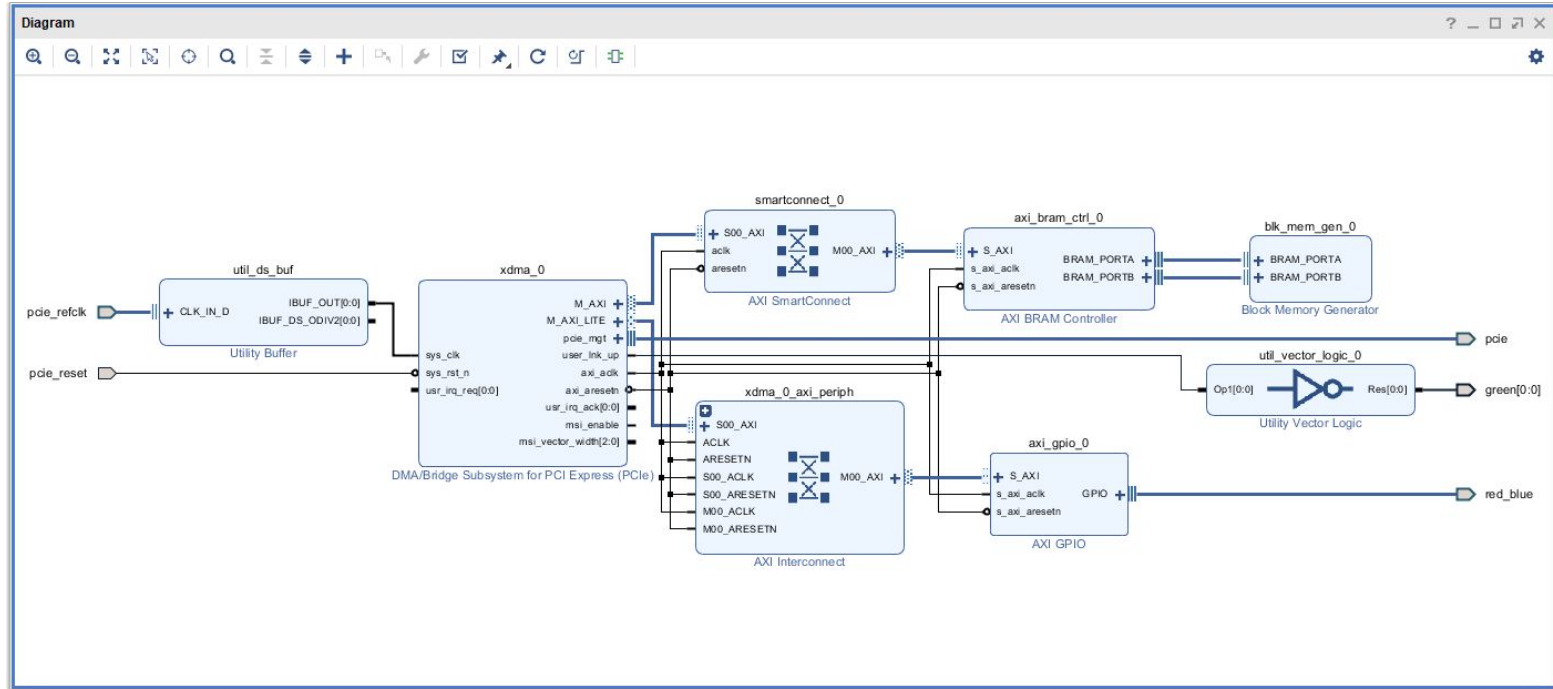 Diagram
smartconnect_0
S00_AXI
aclk
aresetn
M00_AXI
AXI SmartConnect
axi_bram_ctrl_0
S_AXI
s_axi_aclk
s_axi_aresetn
BRAM_PORTA
BRAM_PORTB
AXI BRAM Controller
blk_mem_gen_0
BRAM_PORTA
BRAM_PORTB
Block Memory Generator
util_ds_buf
CLK_IN_D
IBUF_OUT[0:0]
IBUF_DS_ODIV2[0:0]
Utility Buffer
pcie_refclk
pcie_reset
xdma_0
sys_clk
sys_rst_n
usr_irq_req[0:0]
M_AXI
M_AXI_LITE
pcie_mgt
user_lnk_up
axi_aclk
axi_aresetn
usr_irq_ack[0:0]
msi_enable
msi_vector_width[2:0]
DMA/Bridge Subsystem for PCI Express (PCIe)
pcie
util_vector_logic_0
Op1[0:0]
Res[0:0]
Utility Vector Logic
green[0:0]
xdma_0_axi_periph
S00_AXI
ACLK
ARESETN
S00_ACLK
S00_ARESETN
M00_ACLK
M00_ARESETN
M00_AXI
AXI Interconnect
axi_gpio_0
S_AXI
s_axi_aclk
s_axi_aresetn
GPIO
AXI GPIO
red_blue